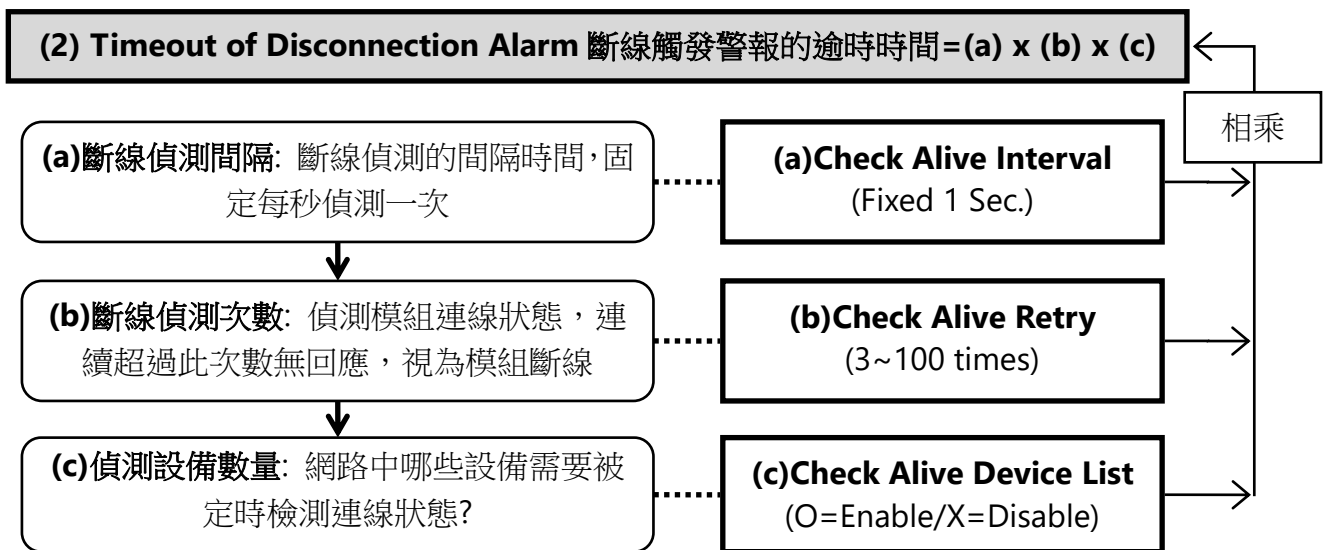 (2) Timeout of Disconnection Alarm 斷線觸發警報的逾時時間=(a) x (b) x (c)
相乘
(a)斷線偵測間隔: 斷線偵測的間隔時間，固
定每秒偵測一次
(a)Check Alive Interval
(Fixed 1 Sec.)
(b)斷線偵測次數: 偵測模組連線狀態，連
續超過此次數無回應，視為模組斷線
(b)Check Alive Retry
(3~100 times)
(c)偵測設備數量: 網路中哪些設備需要被
定時檢測連線狀態?
(c)Check Alive Device List
(O=Enable/X=Disable)